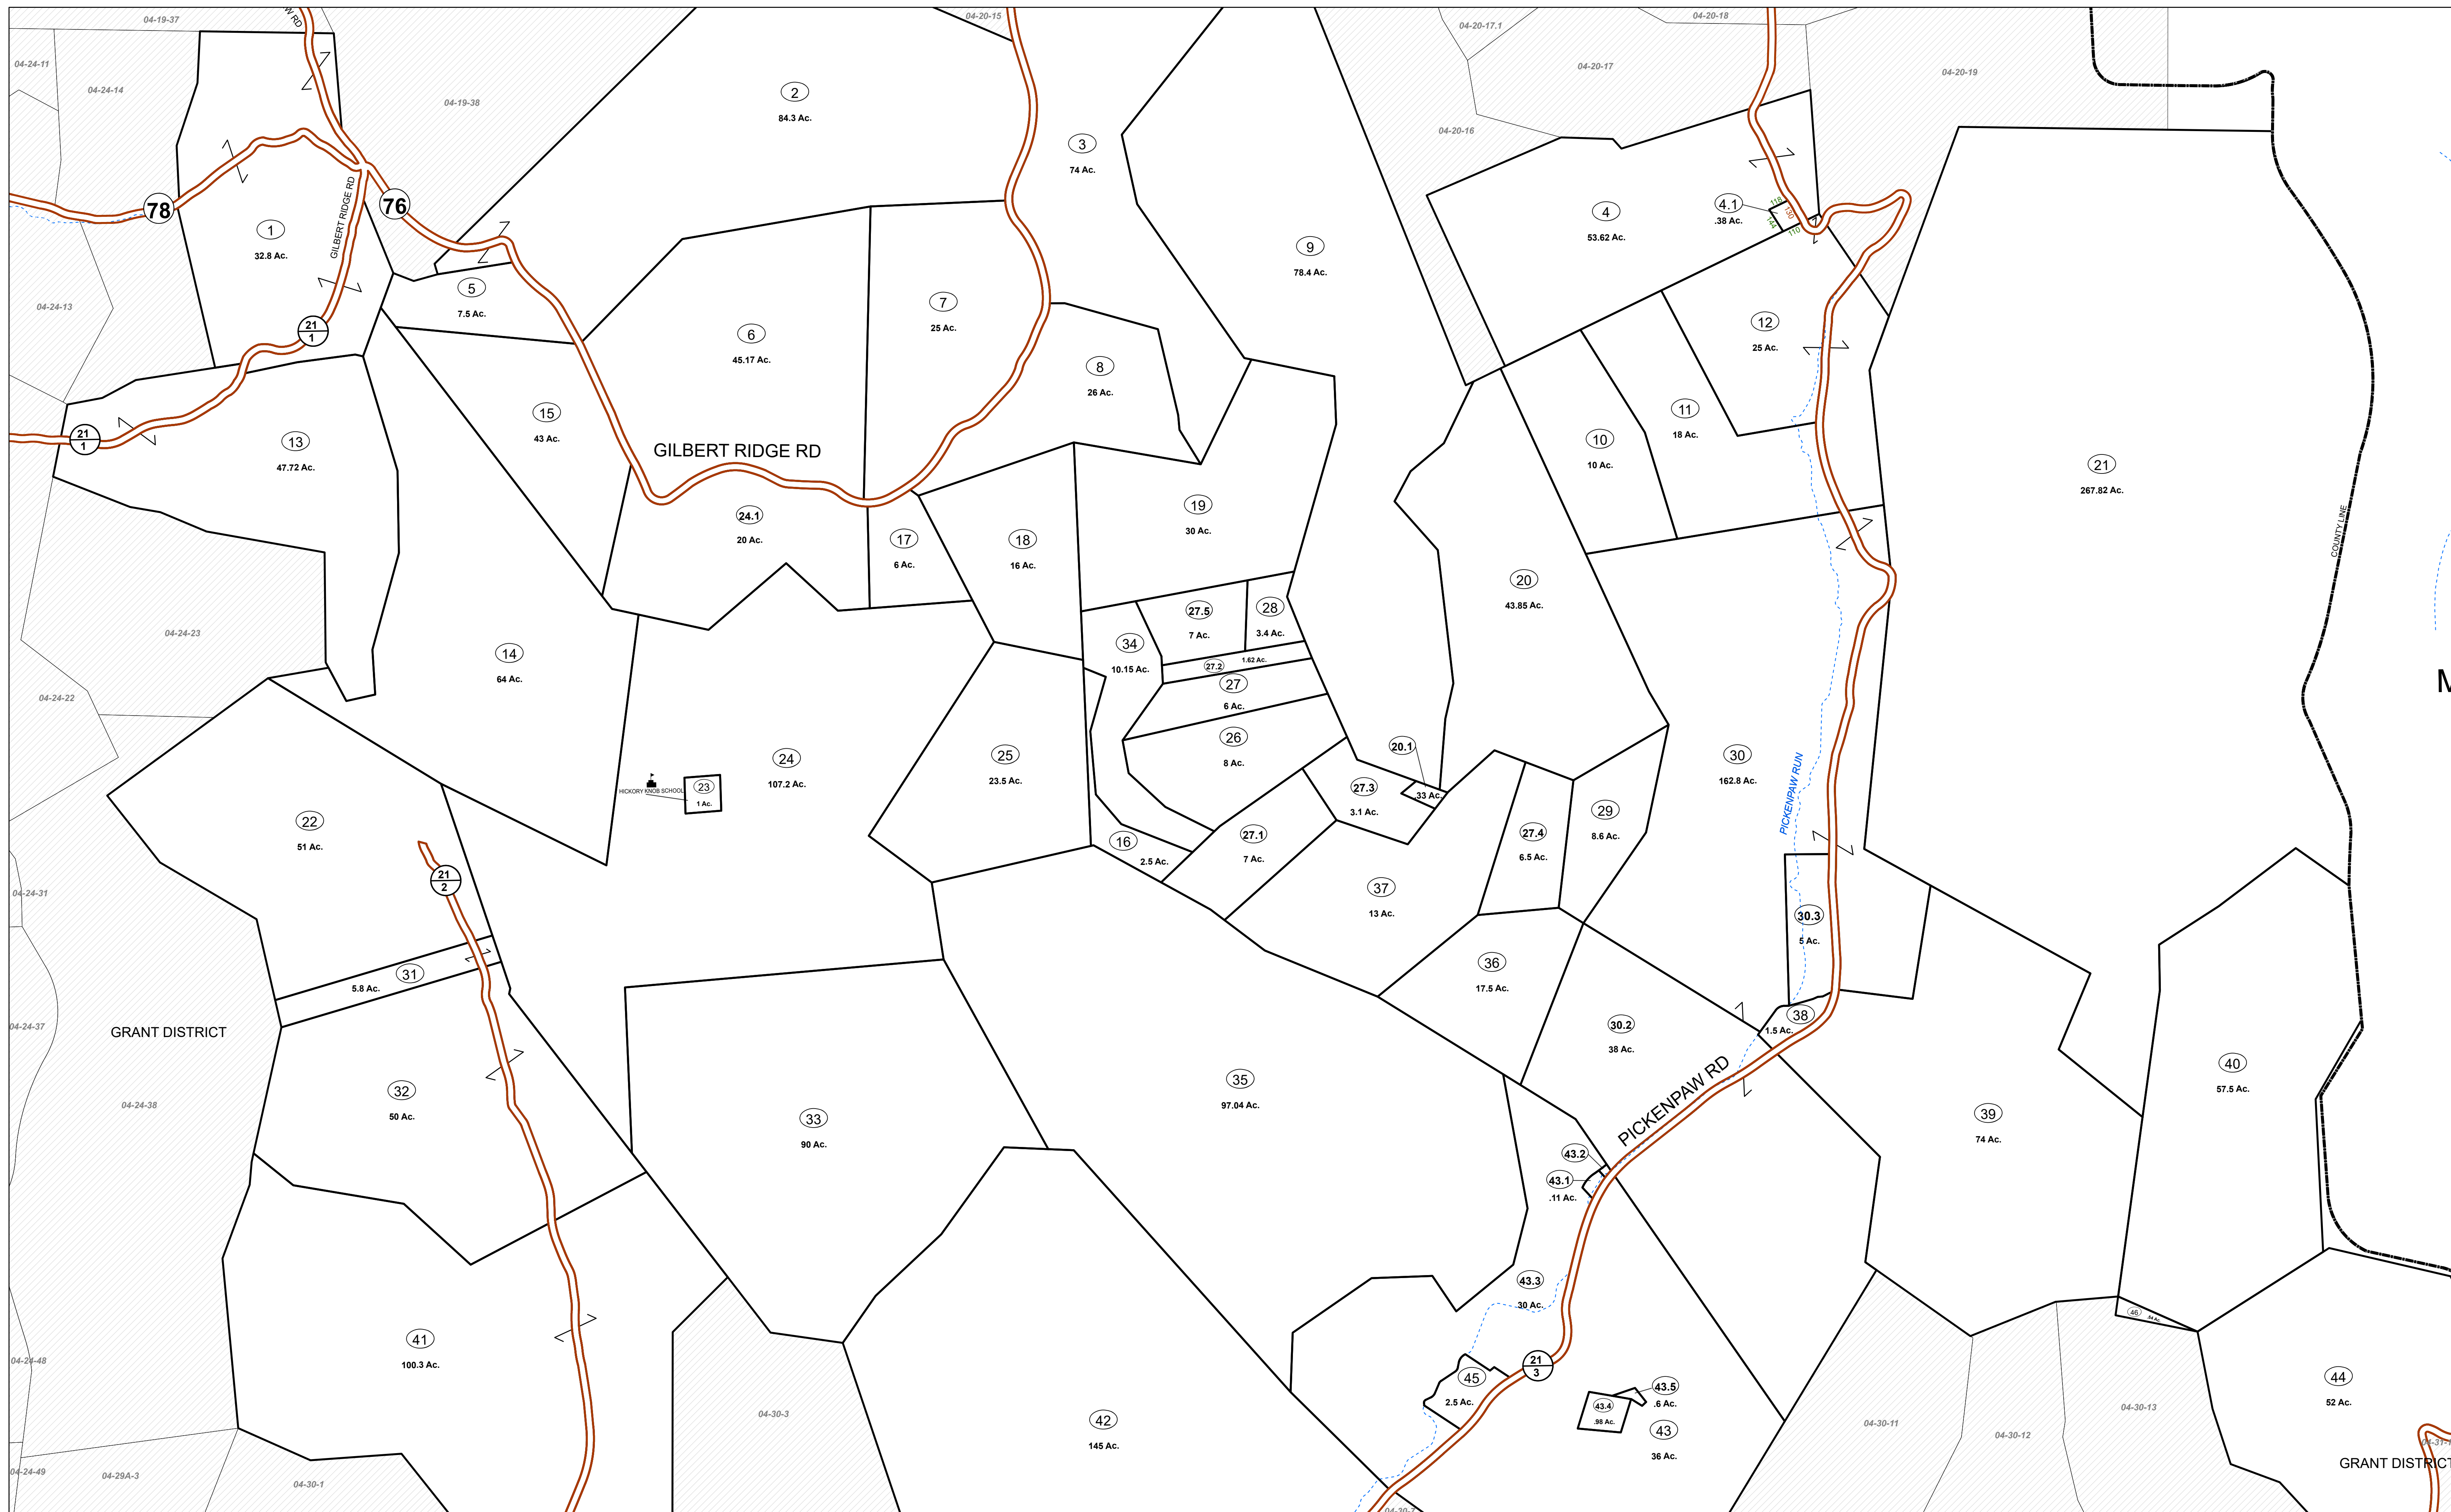 04-19-37
W RD
04-20-15
04-20-17.1
04-20-18
04-24-11
04-24-14
04-19-38
04-20-17
04-20-19
04-20-16
2
84.3 Ac.
3
74 Ac.
78
76
GILBERT RIDGE RD
1
32.8 Ac.
4
53.62 Ac.
4.1
.38 Ac.
118
130
144
110
9
78.4 Ac.
5
7.5 Ac.
04-24-13
21
1
6
45.17 Ac.
7
25 Ac.
8
26 Ac.
12
25 Ac.
11
18 Ac.
10
10 Ac.
15
43 Ac.
21
1
13
47.72 Ac.
GILBERT RIDGE RD
21
267.82 Ac.
COUNTY LINE
24.1
20 Ac.
17
6 Ac.
18
16 Ac.
19
30 Ac.
20
43.85 Ac.
27.5
7 Ac.
28
3.4 Ac.
34
10.15 Ac.
27.2
1.62 Ac.
27
6 Ac.
26
8 Ac.
04-24-23
04-24-22
14
64 Ac.
M
24
107.2 Ac.
HICKORY KNOB SCHOOL
23
1 Ac.
25
23.5 Ac.
20.1
.33 Ac.
27.3
3.1 Ac.
30
162.8 Ac.
PICKENPAW RUN
22
51 Ac.
16
2.5 Ac.
27.1
7 Ac.
27.4
6.5 Ac.
29
8.6 Ac.
21
2
04-24-31
37
13 Ac.
30.3
5 Ac.
31
5.8 Ac.
36
17.5 Ac.
04-24-37
GRANT DISTRICT
30.2
38 Ac.
38
1.5 Ac.
04-24-38
32
50 Ac.
33
90 Ac.
35
97.04 Ac.
PICKENPAW RD
40
57.5 Ac.
39
74 Ac.
43.2
43.1
.11 Ac.
43.3
30 Ac.
46
.54 Ac.
04-24-48
41
100.3 Ac.
21
3
45
2.5 Ac.
43.5
.6 Ac.
43.4
.98 Ac.
43
36 Ac.
44
52 Ac.
04-30-3
42
145 Ac.
04-30-11
04-30-12
04-30-13
04-24-49
04-29A-3
04-30-1
04-31-1
GRANT DISTRICT
04-30-7